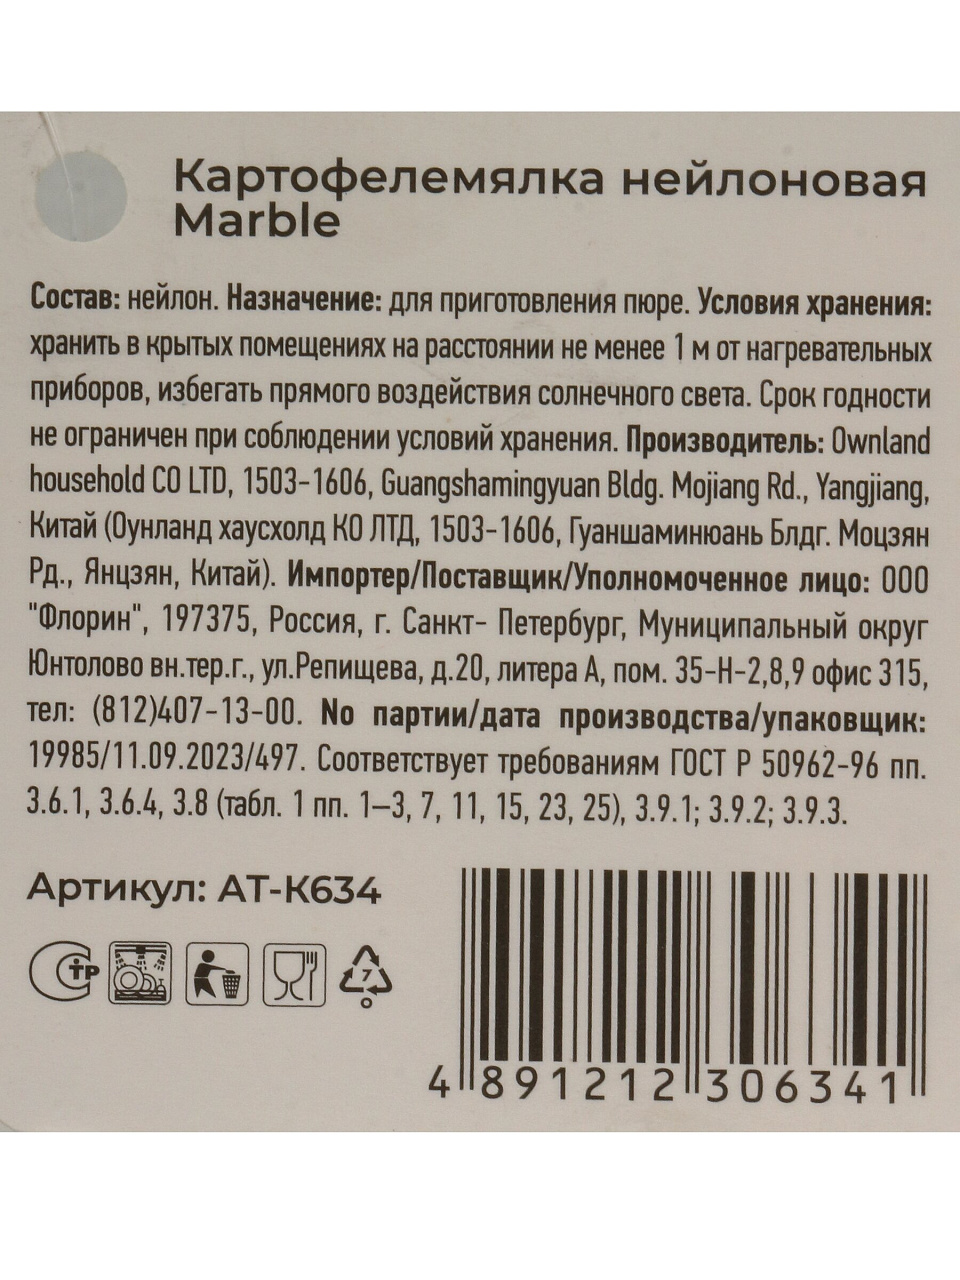 Картофелемялка нейлоновая
Marble
Состав: нейлон. Назначение: для приготовления пюре. Условия хранения:
хранить в крытых помещениях на расстоянии не менее 1 м от нагревательных
приборов, избегать прямого воздействия солнечного света. Срок годности
не ограничен при соблюдении условий хранения. Производитель: Ownland
household CO LTD, 1503-1606, Guangshamingyuan Bldg. Mojiang Rd., Yangjiang,
Китай (Оунланд хаусхолд КО ЛТД, 1503-1606, Гуаншаминюань Блдг. Моцзян
Рд., Янцзян, Китай). Импортер/Поставщик/Уполномоченное лицо: ООО
"Флорин", 197375, Россия, г. Санкт- Петербург, Муниципальный округ
Юнтолово вн.тер.г., ул.Репищева, д.20, литера А, пом. 35-Н-2,8,9 офис 315,
тел: (812)407-13-00. No партии/дата производства/упаковщик:
19985/11.09.2023/497. Соответствует требованиям ГОСТ Р 50962-96 пп.
3.6.1, 3.6.4, 3.8 (табл. 1 пп. 1–3, 7, 11, 15, 23, 25), 3.9.1; 3.9.2; 3.9.3.
Артикул: АТ-К634
СТР
7
О
4 891212 306341